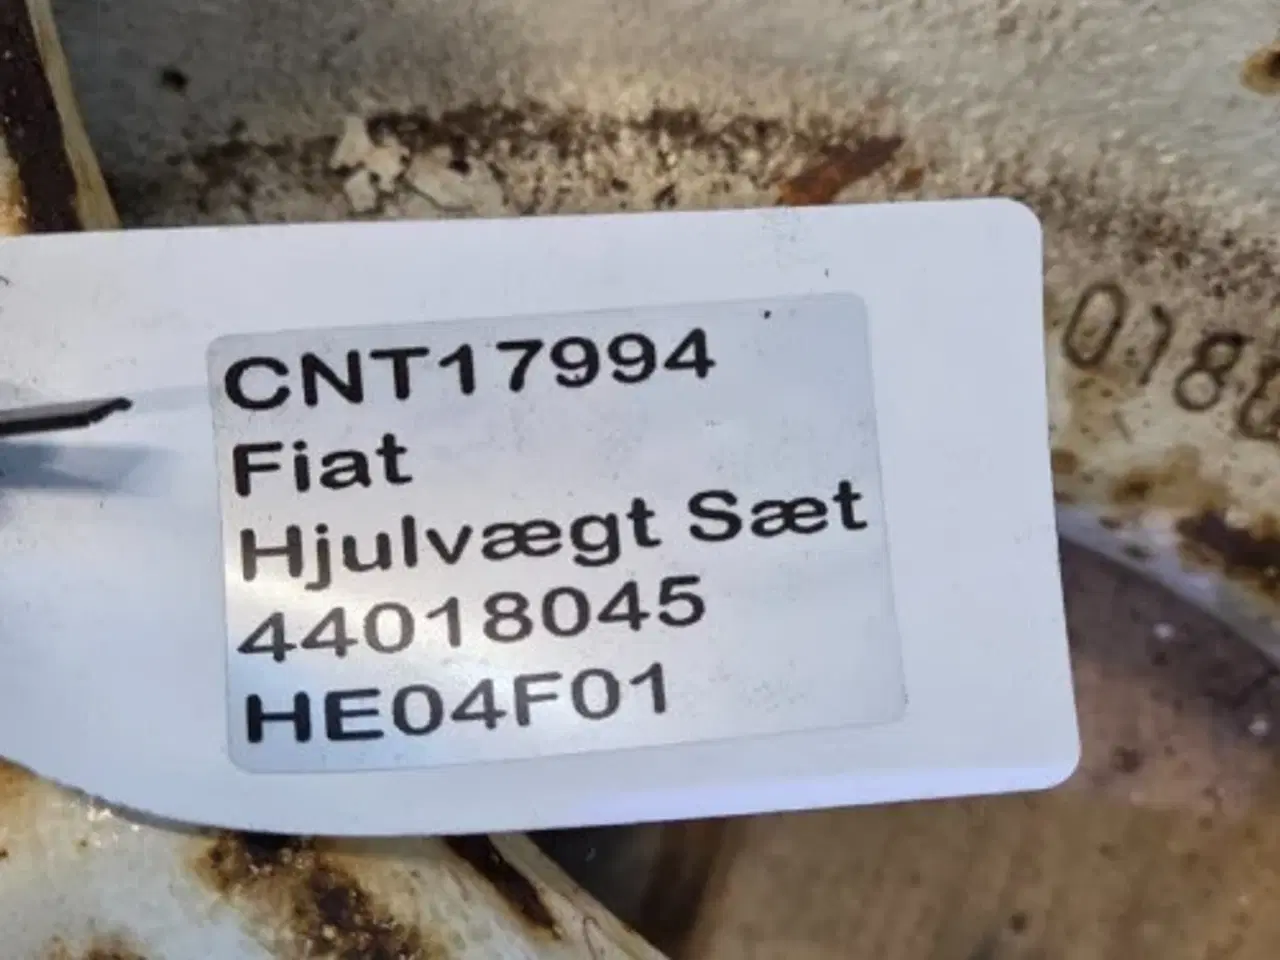 CNT17994
Fiat
Hjulvægt Sæt
44018045
HE04F01